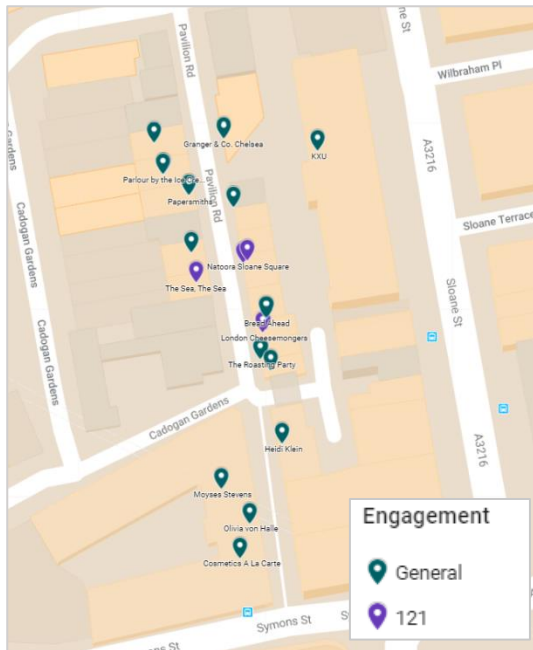 Pavilion Rd
ne St
Wilbraham Pl
A3216
Granger & Co. Chelsea
KXU
Parlour by the Ice
Papersmiths
Pavilion Rd
Cadogan Gardens
Sloane Terrace
Natoora Sloane Square
The Sea, The Sea
Sloane St
Bread Ahead
London Cheesemongers
The Roasting Party
Cadogan Gardens
Cadogan Gardens
Heidi Klein
A3216
Moyses Stevens
Olivia von Halle
Cosmetics A La Carte
Engagement
General
121
Symons St